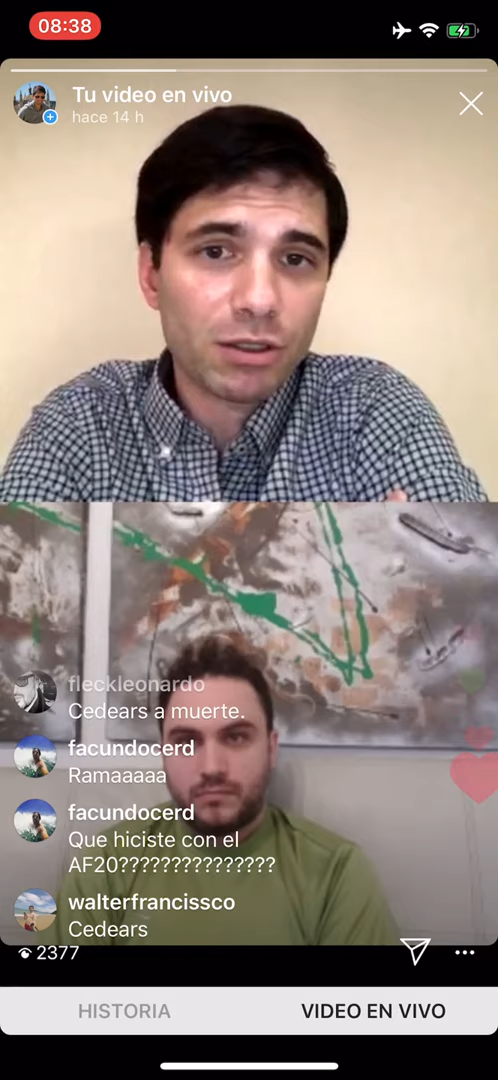 08:38
Tu video en vivo
hace 14 h
fleckleonardo
Cedears a muerte.
facundocerd
Ramaaaaa
facundocerd
Que hiciste con el
AF20???????????????
walterfrancissco
Cedears
2377
HISTORIA
VIDEO EN VIVO